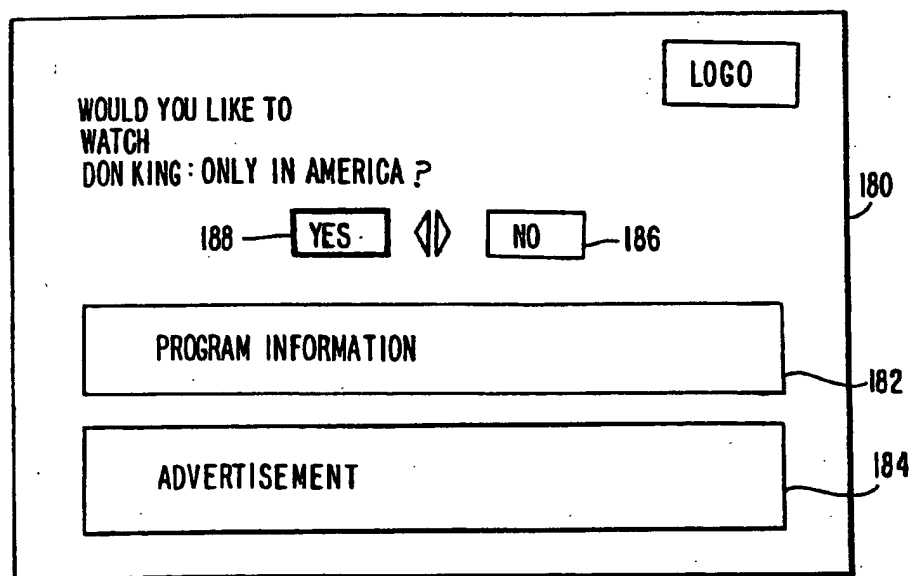 LOGO
WOULD YOU LIKE TO
WATCH
DON KING : ONLY IN AMERICA ?
180
188 YES NO 186
PROGRAM INFORMATION
182
ADVERTISEMENT
184